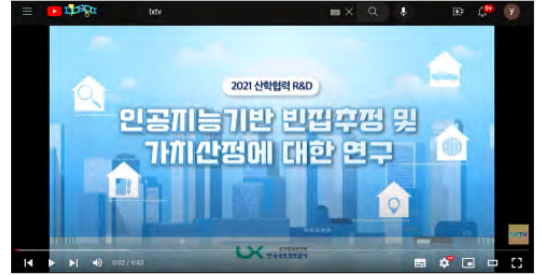 lxtv
2021 산학협력 R&D
인공지능기반 빈집추정 및
가치산정에 대한 연구
LX 한국국토정보공사
LXTV
0:02 / 6:43